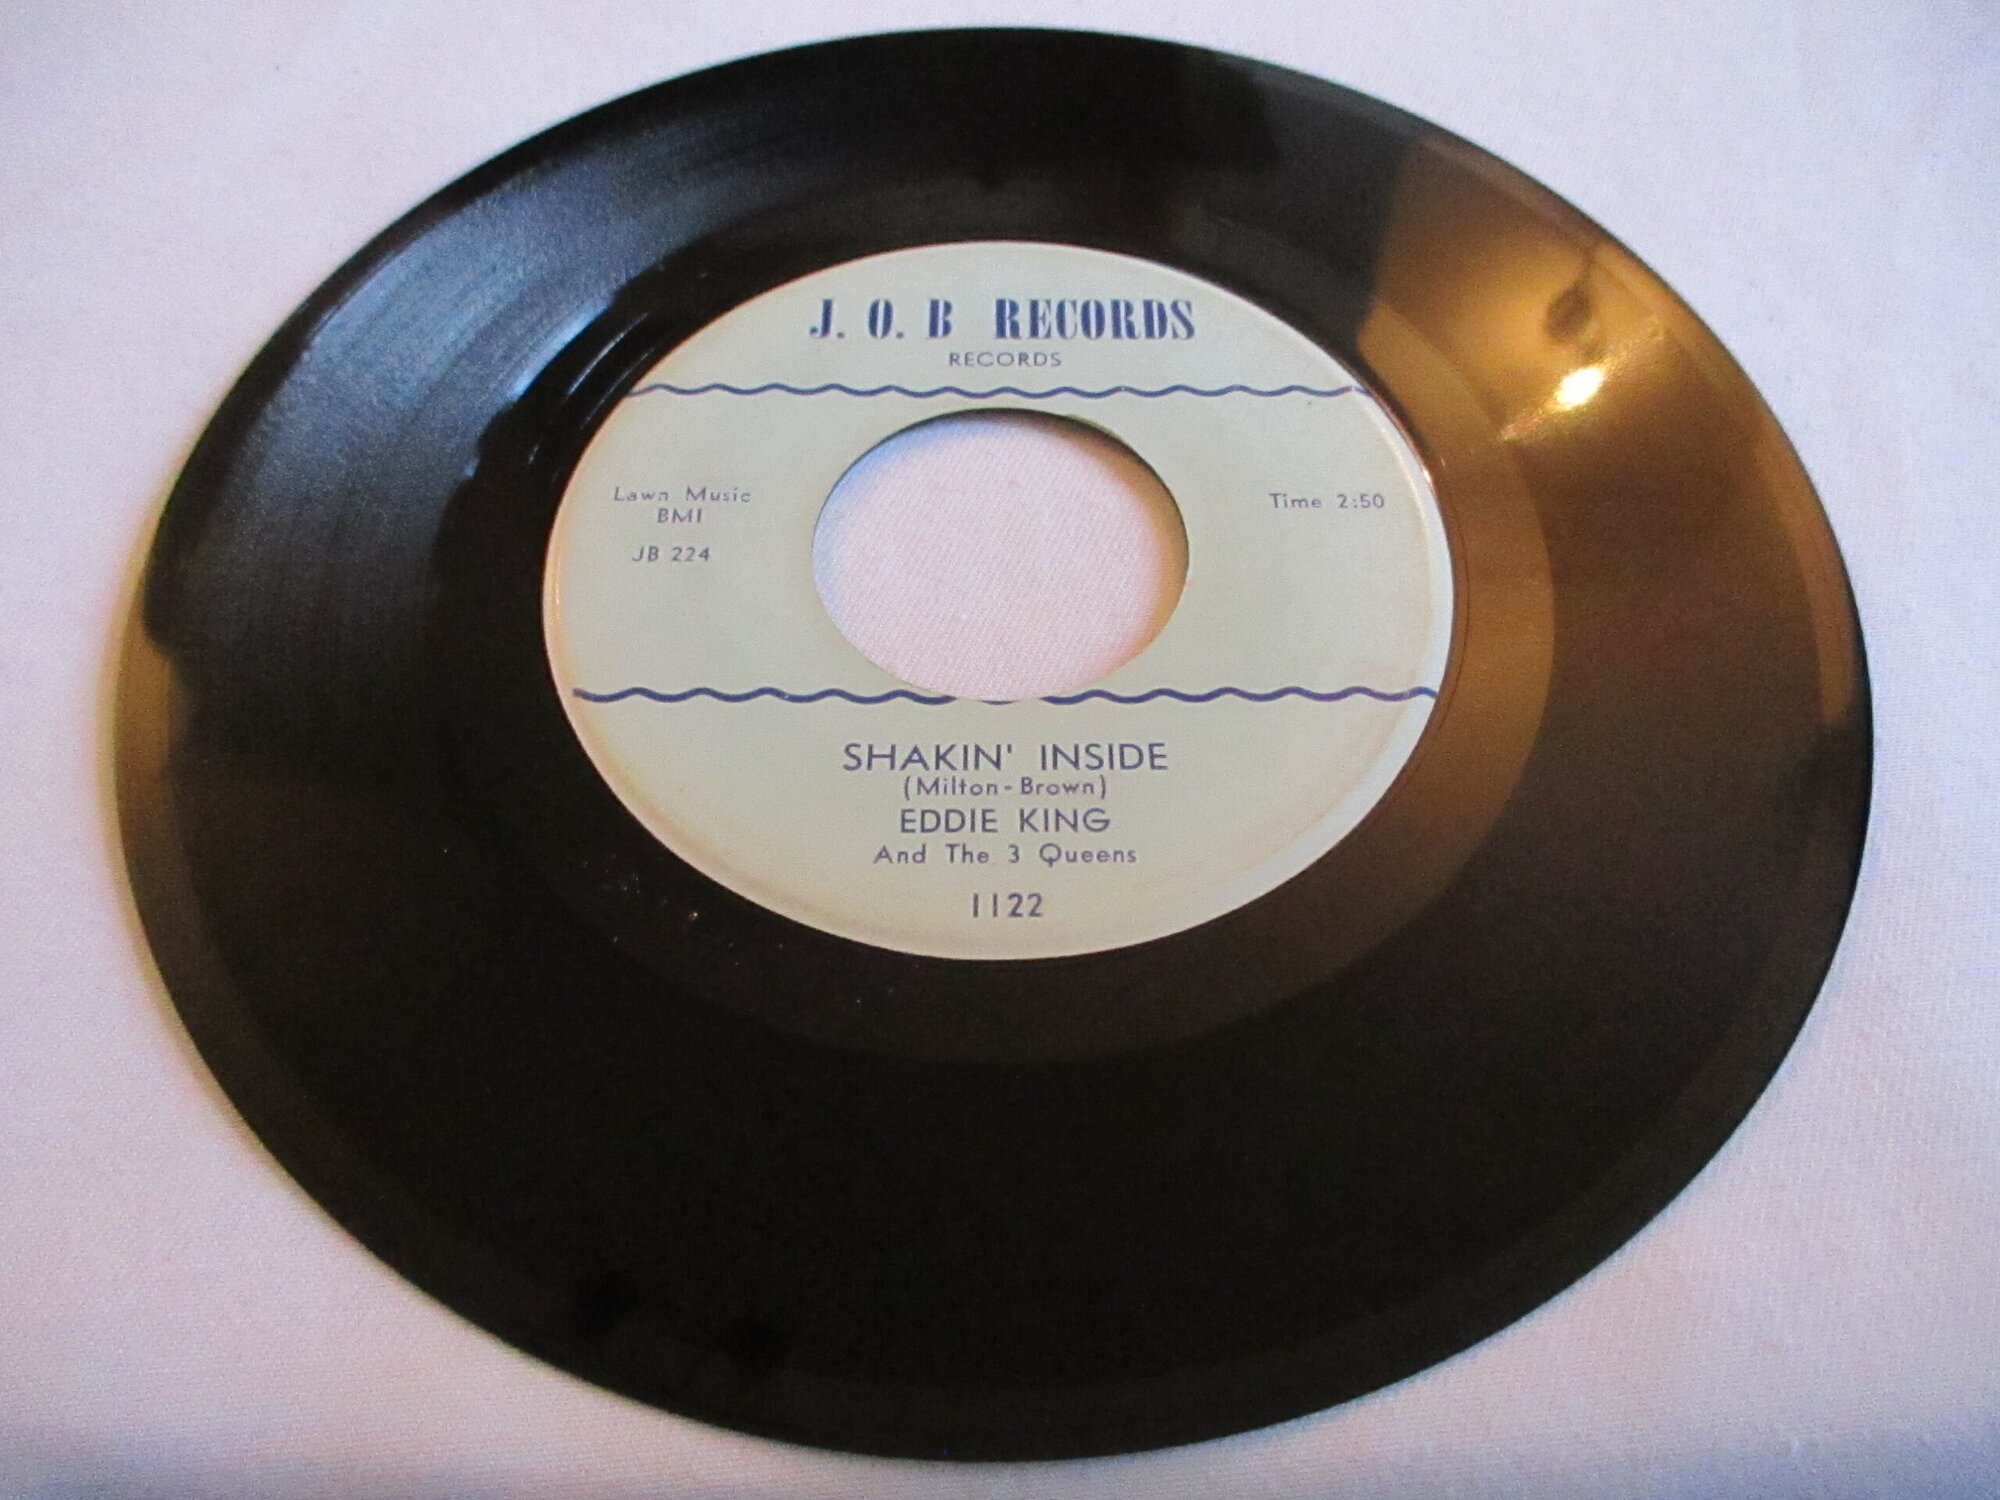 J. O. B RECORDS
RECORDS
Lawn Music
BMI
JB 224
Time 2:50
SHAKIN' INSIDE
(Milton-Brown)
EDDIE KING
And The 3 Queens
1122